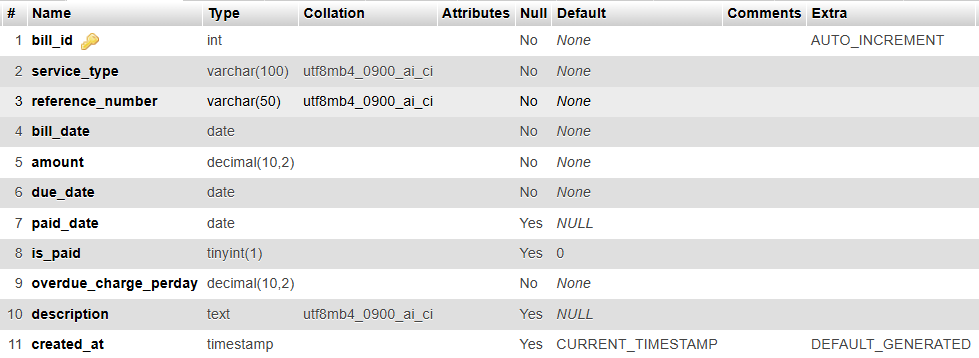 # Name Type Collation Attributes Null Default Comments Extra
1 bill_id int No None AUTO_INCREMENT
2 service_type varchar(100) utf8mb4_0900_ai_ci No None
3 reference_number varchar(50) utf8mb4_0900_ai_ci No None
4 bill_date date No None
5 amount decimal(10,2) No None
6 due_date date No None
7 paid_date date Yes NULL
8 is_paid tinyint(1) Yes 0
9 overdue_charge_perday decimal(10,2) No None
10 description text utf8mb4_0900_ai_ci Yes NULL
11 created_at timestamp Yes CURRENT_TIMESTAMP DEFAULT_GENERATED